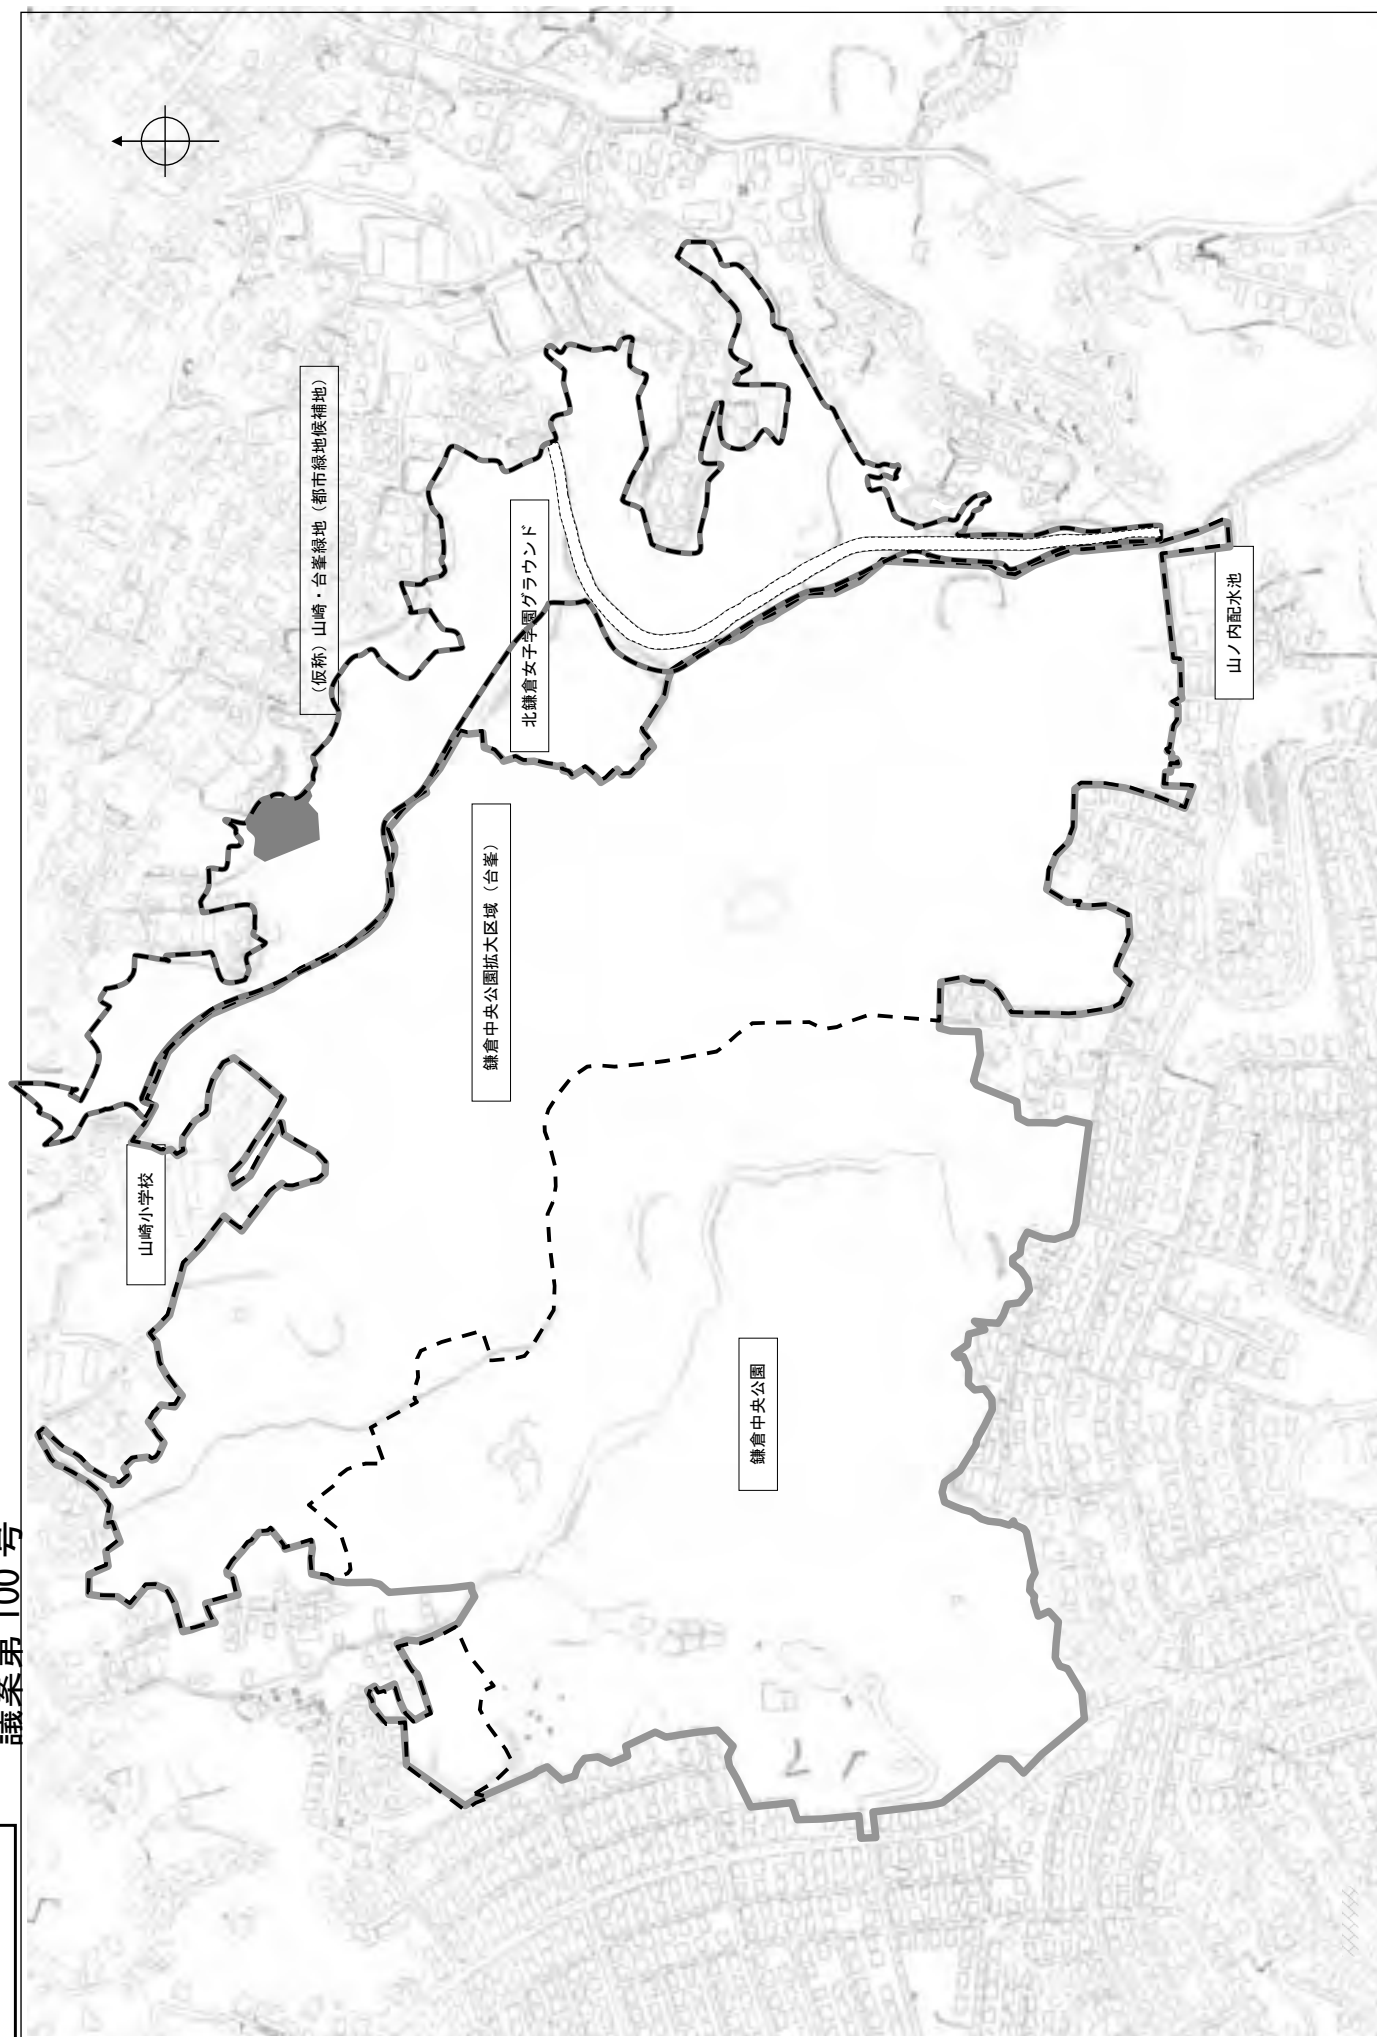 議案第 100 号
(仮称)山崎・台峯緑地(都市緑地候補地)
北鎌倉女子学園グラウンド
鎌倉中央公園拡大区域(台峯)
山崎小学校
山ノ内配水池
鎌倉中央公園